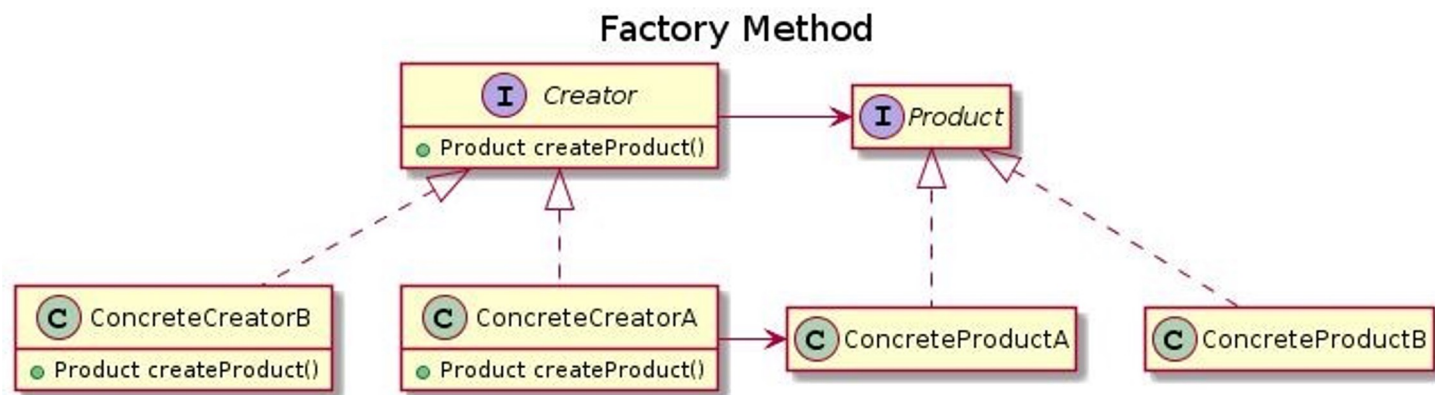 Factory Method
I Creator
Product createProduct()
I Product
C ConcreteCreatorB
Product createProduct()
C ConcreteCreatorA
Product createProduct()
C ConcreteProductA
C ConcreteProductB